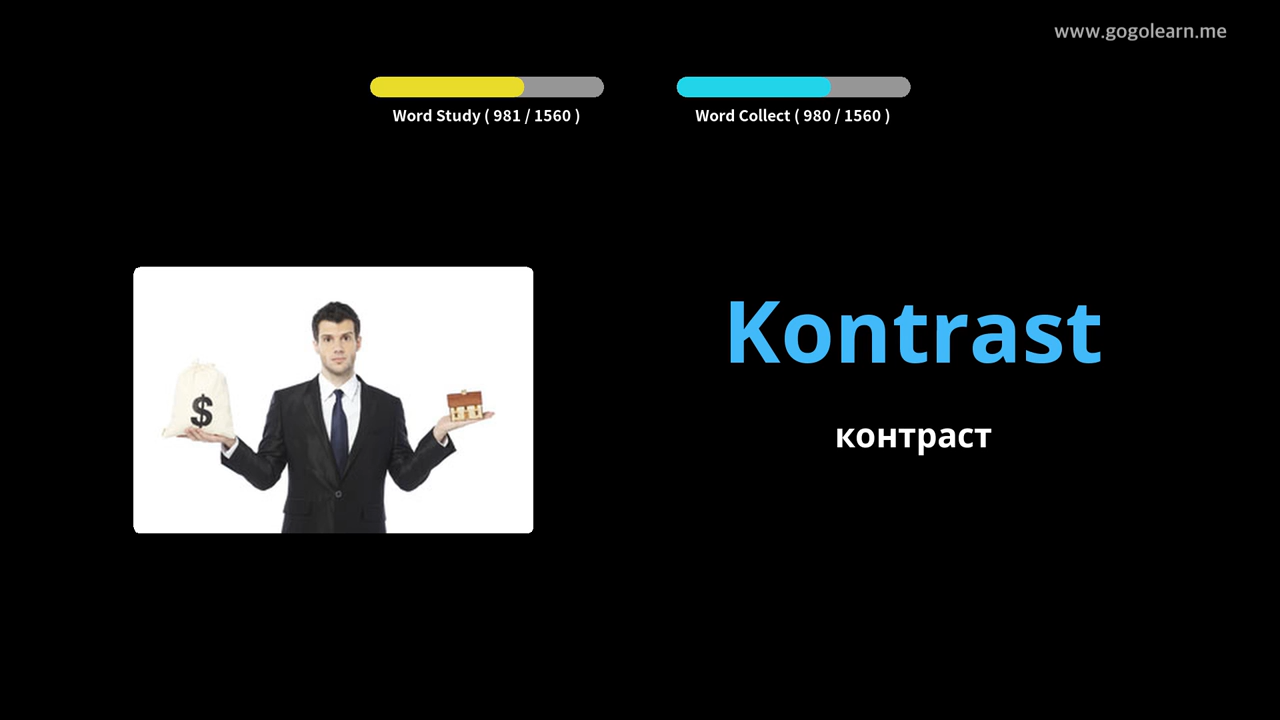 www.gogolearn.me
Word Study ( 981 / 1560 )
Word Collect ( 980 / 1560 )
$
Kontrast
контраст